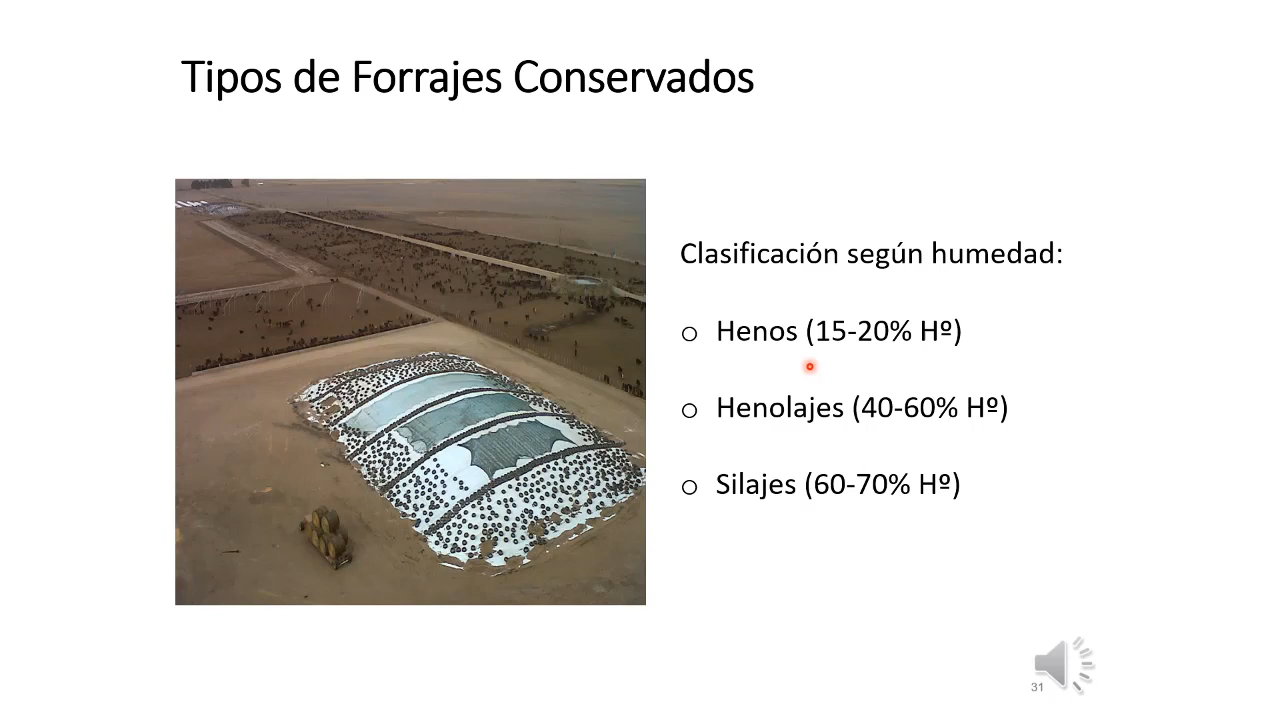 Tipos de Forrajes Conservados
Clasificación según humedad:
o Henos (15-20% Hº)
o Henolajes (40-60% Hº)
o Silajes (60-70% Hº)
31